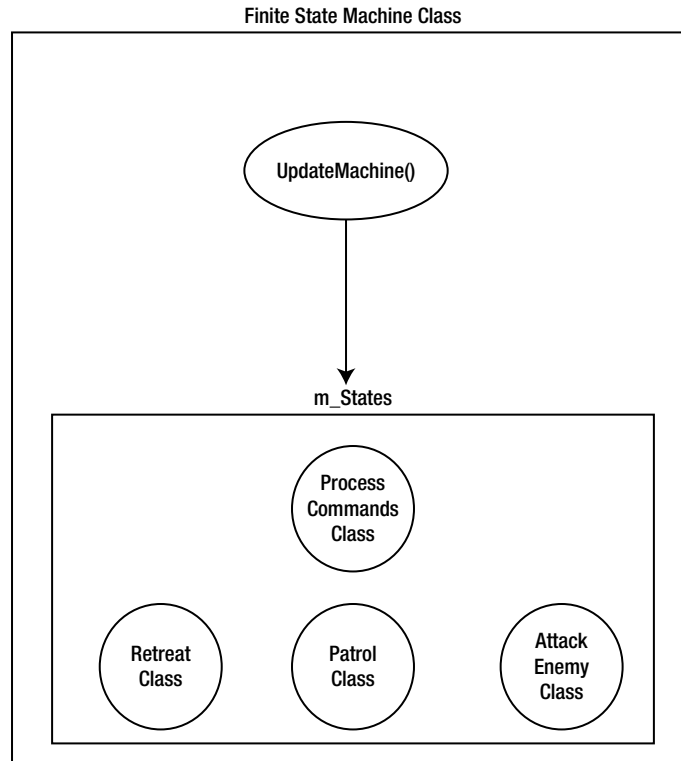 Finite State Machine Class
UpdateMachine()
m_States
Process
Commands
Class
Retreat
Class
Patrol
Class
Attack
Enemy
Class